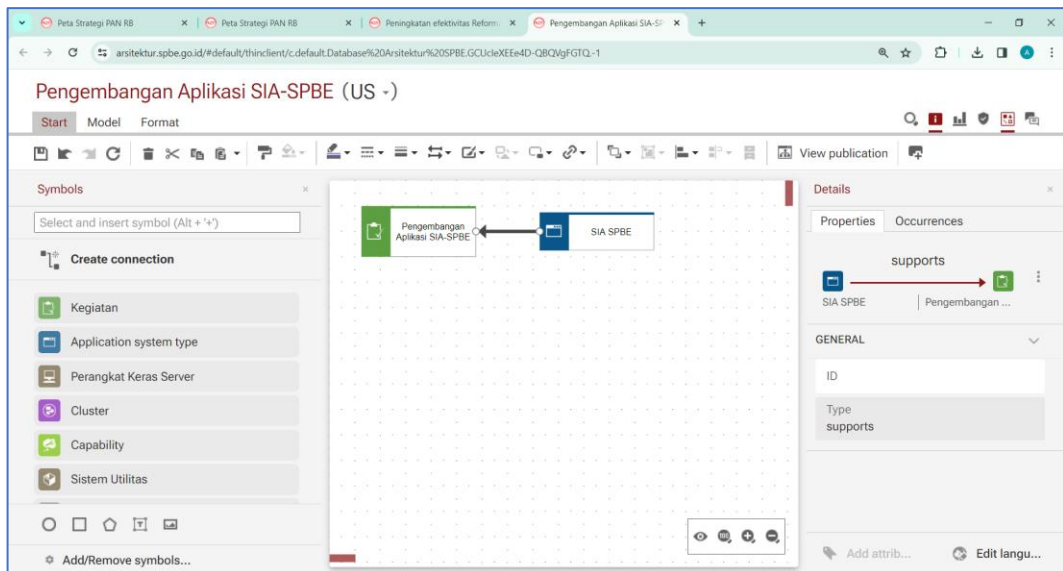 Peta Strategi PAN RB
Peta Strategi PAN RB
Peningkatan efektivitas Reform
Pengembangan Aplikasi SIA-SP
arsitektur.spbe.go.id/#default/thinclient/c.default.Database%20Arsitektur%20SPBE.GCUcIeXEEe4D-QBQVgFGTQ.-1
Pengembangan Aplikasi SIA-SPBE (US)
Start Model Format
View publication
Symbols
Select and insert symbol (Alt + '+')
Create connection
Kegiatan
Application system type
Perangkat Keras Server
Cluster
Capability
Sistem Utilitas
Add/Remove symbols...
Pengembangan
Aplikasi SIA-SPBE
SIA SPBE
Details
Properties Occurrences
supports
SIA SPBE
Pengembangan ...
GENERAL
ID
Type
supports
Add attrib...
Edit langu...